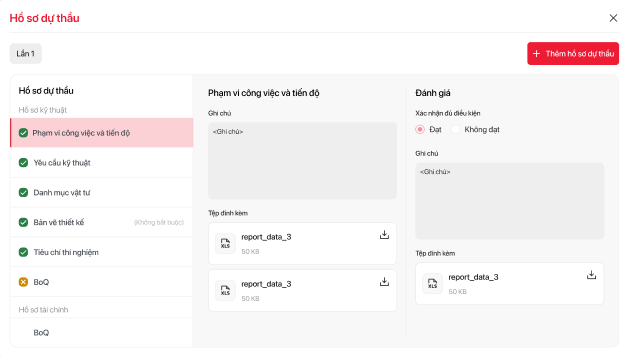 Hồ sơ dự thầu
Lần 1
Thêm hồ sơ dự thầu
Hồ sơ dự thầu
Hồ sơ kỹ thuật
Phạm vi công việc và tiến độ
Yêu cầu kỹ thuật
Danh mục vật tư
Bản vẽ thiết kế
(Không bắt buộc)
Tiêu chí thí nghiệm
BoQ
Hồ sơ tài chính
BoQ
Phạm vi công việc và tiến độ
Ghi chú
<Ghi chú>
Tệp đính kèm
XLS
report_data_3
50 KB
XLS
report_data_3
50 KB
Đánh giá
Xác nhận đủ điều kiện
Đạt
Không đạt
Ghi chú
<Ghi chú>
Tệp đính kèm
XLS
report_data_3
50 KB